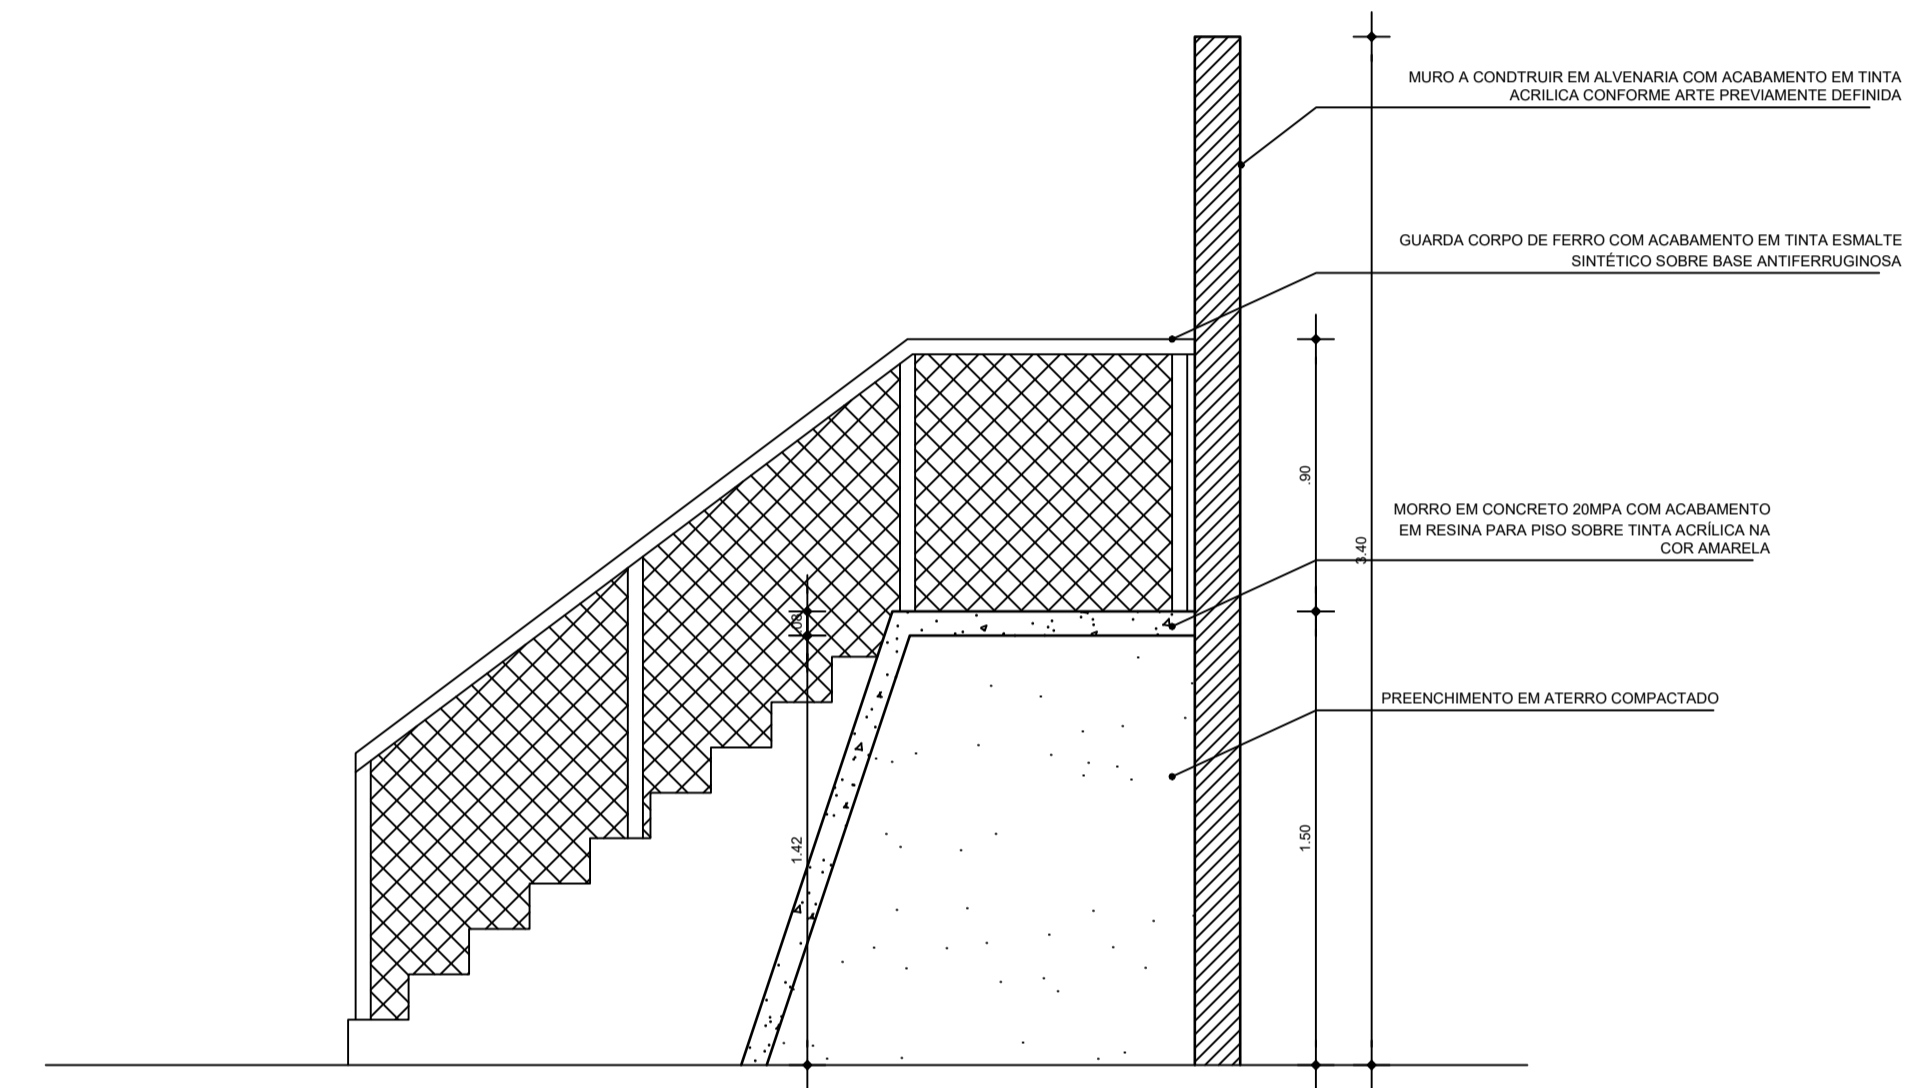 MURO A CONDTRUIR EM ALVENARIA COM ACABAMENTO EM TINTA
ACRILICA CONFORME ARTE PREVIAMENTE DEFINIDA
GUARDA CORPO DE FERRO COM ACABAMENTO EM TINTA ESMALTE
SINTÉTICO SOBRE BASE ANTIFERRUGINOSA
.90
MORRO EM CONCRETO 20MPA COM ACABAMENTO
EM RESINA PARA PISO SOBRE TINTA ACRÍLICA NA
COR AMARELA
3.40
.08
PREENCHIMENTO EM ATERRO COMPACTADO
1.42
1.50